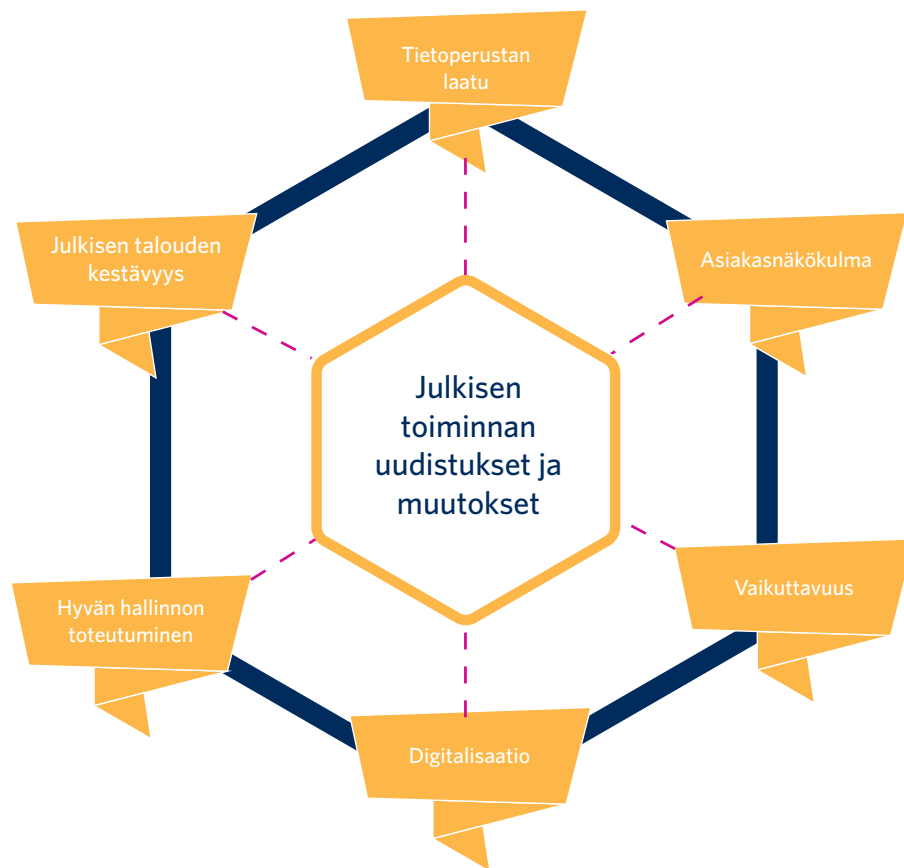 Tietoperustan
laatu
Julkisen talouden
kestävyys
Asiakasnäkökulma
Julkisen
toiminnan
uudistukset ja
muutokset
Hyvän hallinnon
toteutuminen
Vaikuttavuus
Digitalisaatio